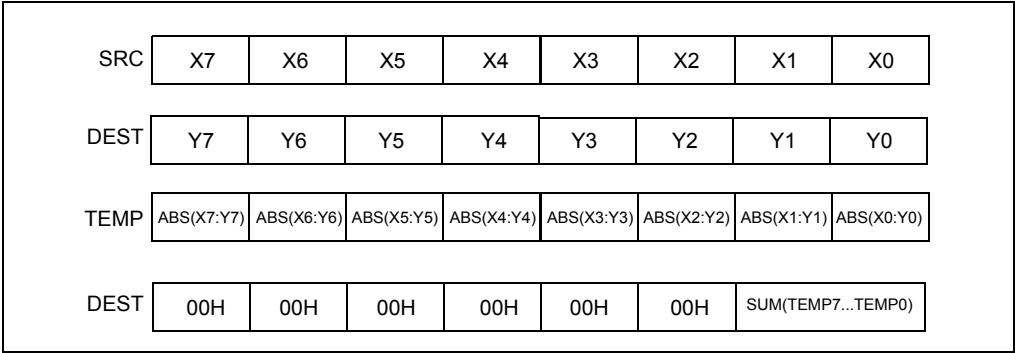 SRC X7 X6 X5 X4 X3 X2 X1 X0
DEST Y7 Y6 Y5 Y4 Y3 Y2 Y1 Y0
TEMP ABS(X7:Y7) ABS(X6:Y6) ABS(X5:Y5) ABS(X4:Y4) ABS(X3:Y3) ABS(X2:Y2) ABS(X1:Y1) ABS(X0:Y0)
DEST 00H 00H 00H 00H 00H 00H SUM(TEMP7...TEMP0)